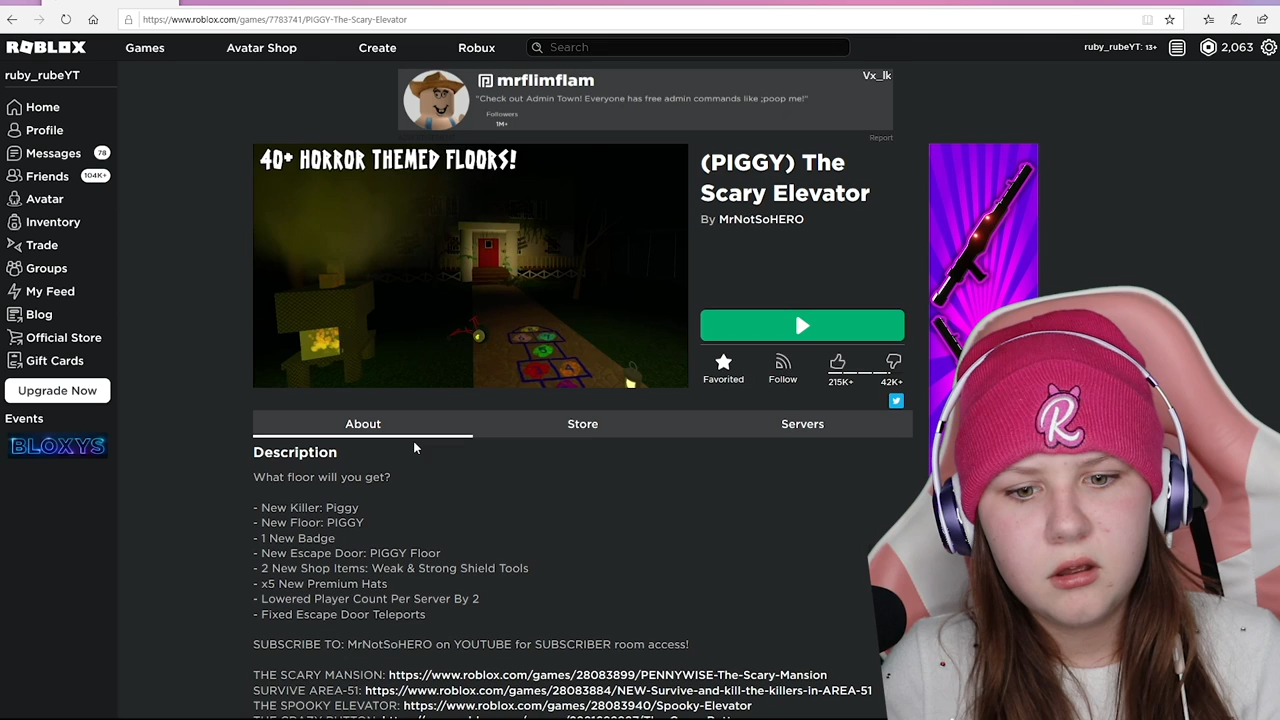 https://www.roblox.com/games/7783741/PIGGY-The-Scary-Elevator
ROBLOX
Games
Avatar Shop
Create
Robux
Search
ruby_rubeYT: 13+
2,063
ruby_rubeYT
Home
Profile
Messages 78
Friends 104K+
Avatar
Inventory
Trade
Groups
My Feed
Blog
Official Store
Gift Cards
Upgrade Now
Events
BLOXYS
mrflimflam
Vx_lk
"Check out Admin Town! Everyone has free admin commands like ;poop me!"
Followers
1M+
Report
40+ HORROR THEMED FLOORS!
(PIGGY) The
Scary Elevator
By MrNotSoHERO
Favorited
Follow
215K+
42K+
About
Store
Servers
Description
What floor will you get?
- New Killer: Piggy
- New Floor: PIGGY
- 1 New Badge
- New Escape Door: PIGGY Floor
- 2 New Shop Items: Weak & Strong Shield Tools
- x5 New Premium Hats
- Lowered Player Count Per Server By 2
- Fixed Escape Door Teleports
SUBSCRIBE TO: MrNotSoHERO on YOUTUBE for SUBSCRIBER room access!
THE SCARY MANSION: https://www.roblox.com/games/28083899/PENNYWISE-The-Scary-Mansion
SURVIVE AREA-51: https://www.roblox.com/games/28083884/NEW-Survive-and-kill-the-killers-in-AREA-51
THE SPOOKY ELEVATOR: https://www.roblox.com/games/28083940/Spooky-Elevator
R